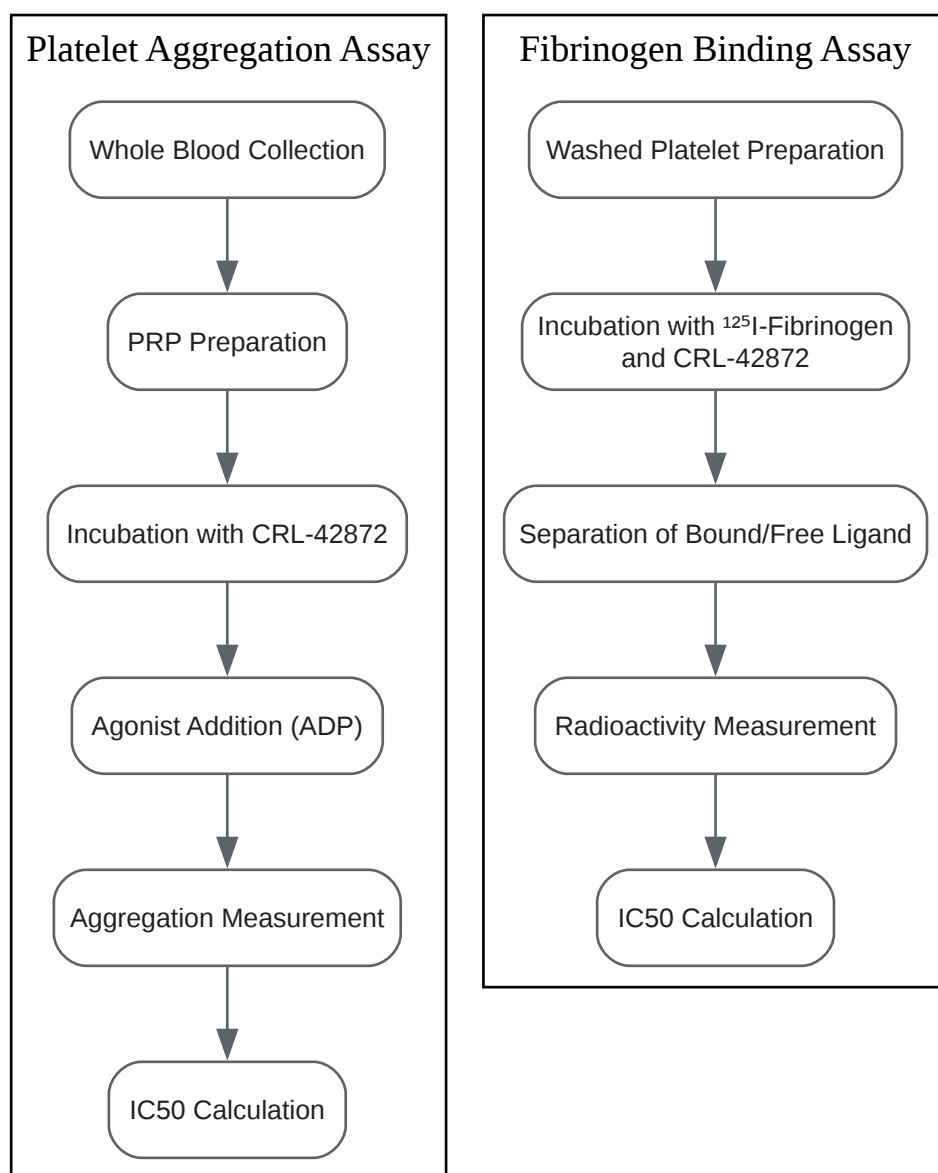 Platelet Aggregation Assay
Whole Blood Collection
PRP Preparation
Incubation with CRL-42872
Agonist Addition (ADP)
Aggregation Measurement
IC50 Calculation
Fibrinogen Binding Assay
Washed Platelet Preparation
Incubation with ¹²⁵I-Fibrinogen
and CRL-42872
Separation of Bound/Free Ligand
Radioactivity Measurement
IC50 Calculation